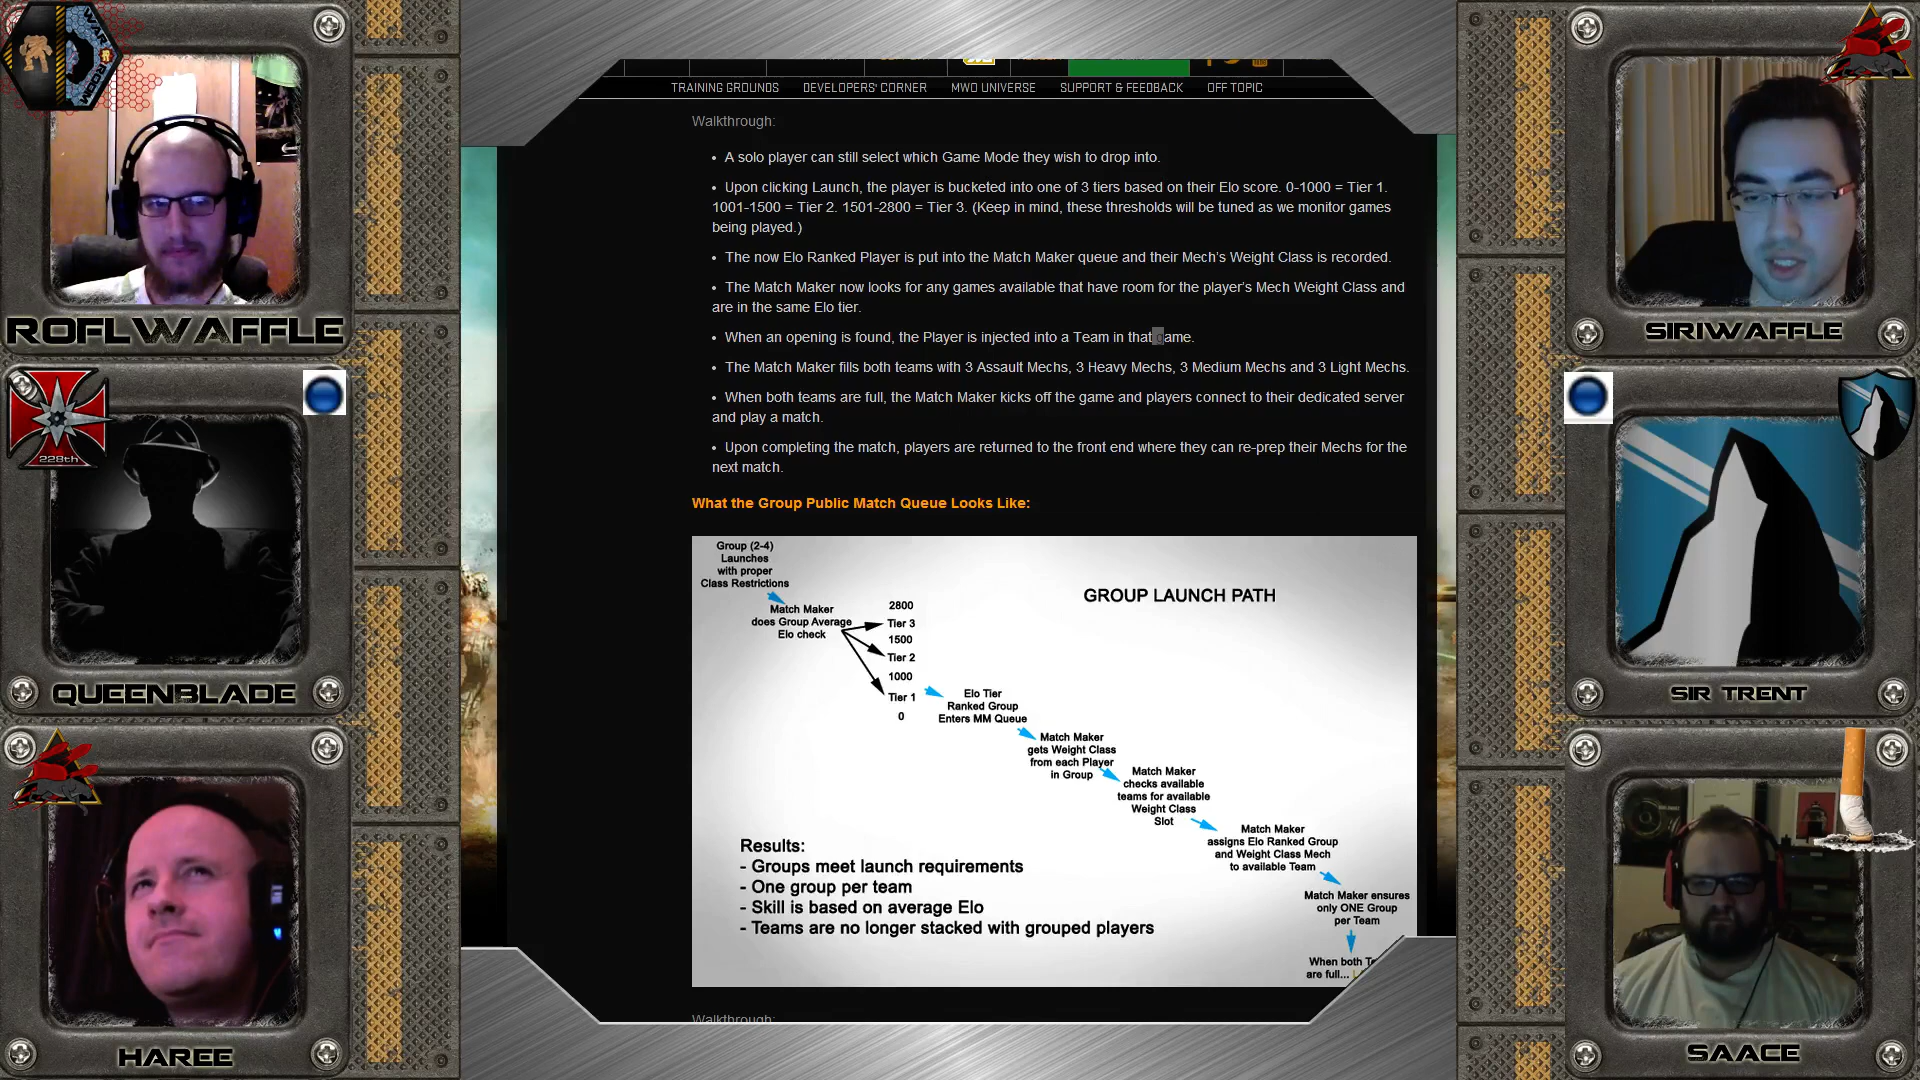 TRAINING GROUNDS DEVELOPERS' CORNER MWO UNIVERSE SUPPORT & FEEDBACK OFF TOPIC
Walkthrough:
• A solo player can still select which Game Mode they wish to drop into.
• Upon clicking Launch, the player is bucketed into one of 3 tiers based on their Elo score. 0-1000 = Tier 1.
1001-1500 = Tier 2. 1501-2800 = Tier 3. (Keep in mind, these thresholds will be tuned as we monitor games
being played.)
• The now Elo Ranked Player is put into the Match Maker queue and their Mech's Weight Class is recorded.
• The Match Maker now looks for any games available that have room for the player's Mech Weight Class and
are in the same Elo tier.
• When an opening is found, the Player is injected into a Team in that game.
• The Match Maker fills both teams with 3 Assault Mechs, 3 Heavy Mechs, 3 Medium Mechs and 3 Light Mechs.
• When both teams are full, the Match Maker kicks off the game and players connect to their dedicated server
and play a match.
• Upon completing the match, players are returned to the front end where they can re-prep their Mechs for the
next match.
What the Group Public Match Queue Looks Like:
Group (2-4)
Launches
with proper
Class Restrictions
GROUP LAUNCH PATH
Match Maker
does Group Average
Elo check
2800
Tier 3
1500
Tier 2
1000
Tier 1
0
Elo Tier
Ranked Group
Enters MM Queue
Match Maker
gets Weight Class
from each Player
in Group
Match Maker
checks available
teams for available
Weight Class
Slot
Match Maker
assigns Elo Ranked Group
and Weight Class Mech
to available Team
Match Maker ensures
only ONE Group
per Team
When both
are full...
Results:
- Groups meet launch requirements
- One group per team
- Skill is based on average Elo
- Teams are no longer stacked with grouped players
Walkthrough:
ROFLWAFFLE
228th
QUEENBLADE
HAREE
SIRIWAFFLE
SIR TRENT
SAACE